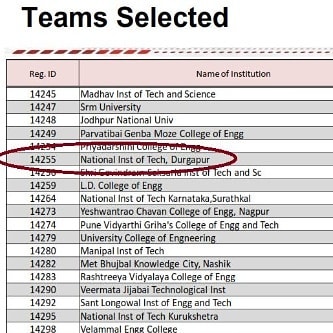 Teams Selected
Reg. ID Name of Institution
14245 Madhav Inst of Tech and Science
14247 Srm University
14248 Jodhpur National Univ
14249 Parvatibai Genba Moze College of Engg
14254 Priyadarshini College of Engg
14255 National Inst of Tech, Durgapur
14256 Shri Govindram Seksaria Inst of Tech and Sc
14259 L.D. College of Engg
14264 National Inst of Tech Karnataka,Surathkal
14273 Yeshwantrao Chavan College of Engg, Nagpur
14274 Pune Vidyarthi Griha's College of Engg and Tech
14279 University College of Engneering
14280 Manipal Inst of Tech
14282 Met Bhujbal Knowledge City, Nashik
14283 Rashtreeya Vidyalaya College of Engg
14290 Veermata Jijabai Technological Inst
14292 Sant Longowal Inst of Engg and Tech
14295 National Inst of Tech Kurukshetra
14298 Velammal Engg College